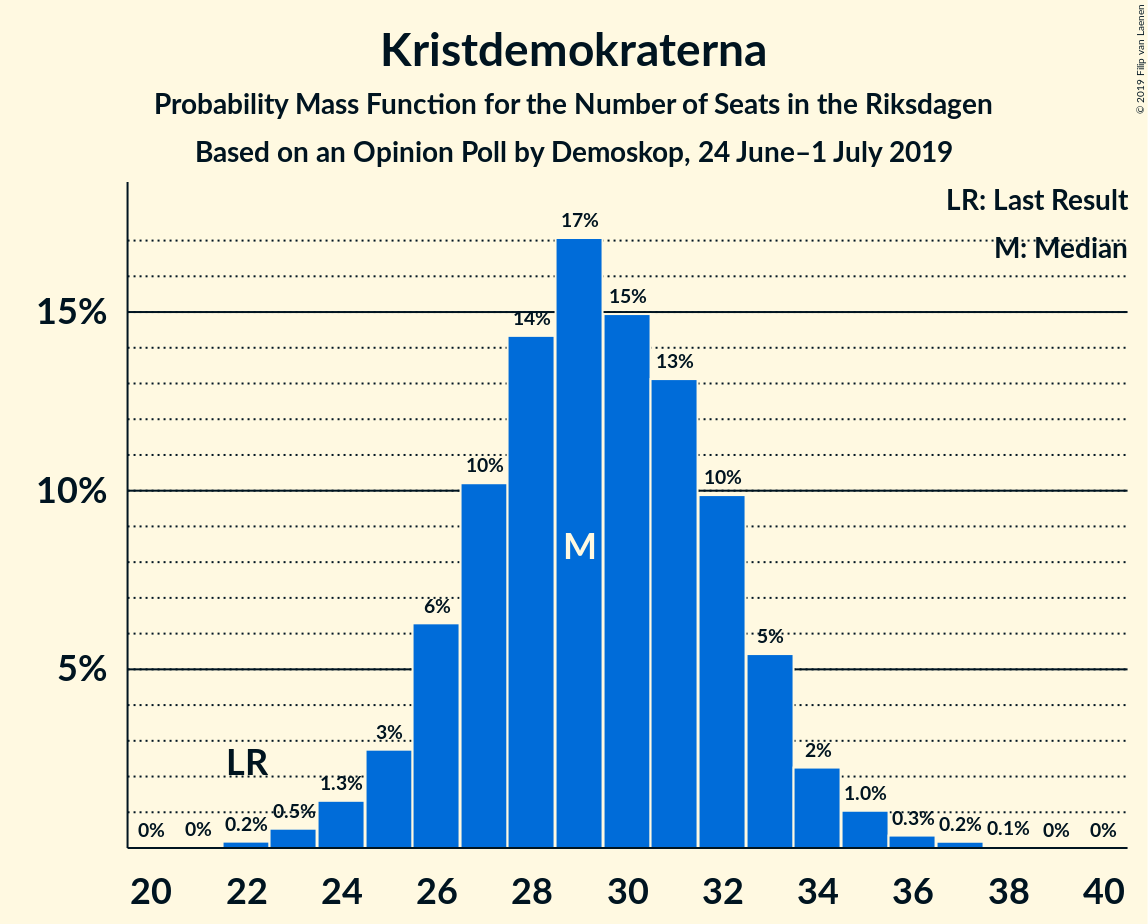 Kristdemokraterna
Probability Mass Function for the Number of Seats in the Riksdagen
Based on an Opinion Poll by Demoskop, 24 June–1 July 2019
© 2019 Filip van Laenen
LR: Last Result
M: Median
17%
15%
15%
14%
13%
10%
10%
10%
M
6%
5%
5%
3%
LR
2%
1.3%
1.0%
0%
0%
0.2%
0.5%
0.3%
0.2%
0.1%
0%
0%
20 22 24 26 28 30 32 34 36 38 40